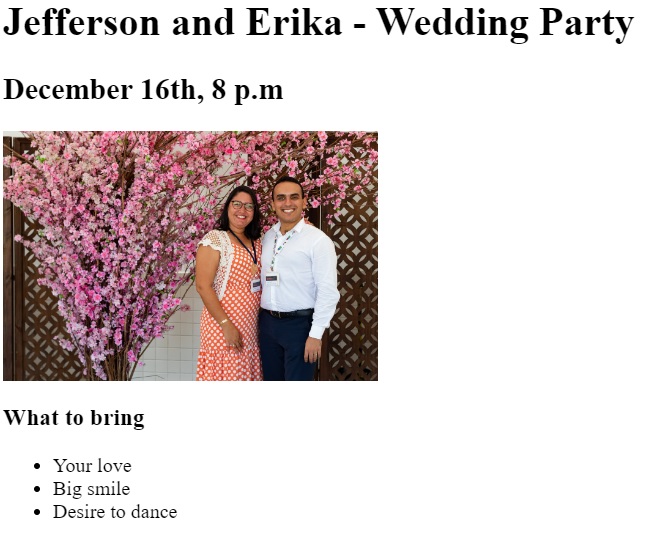 Jefferson and Erika - Wedding Party
December 16th, 8 p.m
What to bring
Your love
Big smile
Desire to dance